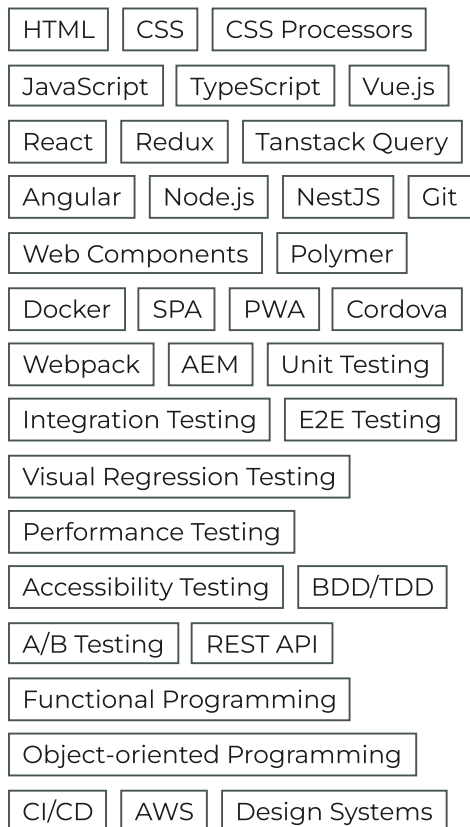 HTML CSS CSS Processors
JavaScript TypeScript Vue.js
React Redux Tanstack Query
Angular Node.js NestJS Git
Web Components Polymer
Docker SPA PWA Cordova
Webpack AEM Unit Testing
Integration Testing E2E Testing
Visual Regression Testing
Performance Testing
Accessibility Testing BDD/TDD
A/B Testing REST API
Functional Programming
Object-oriented Programming
CI/CD AWS Design Systems